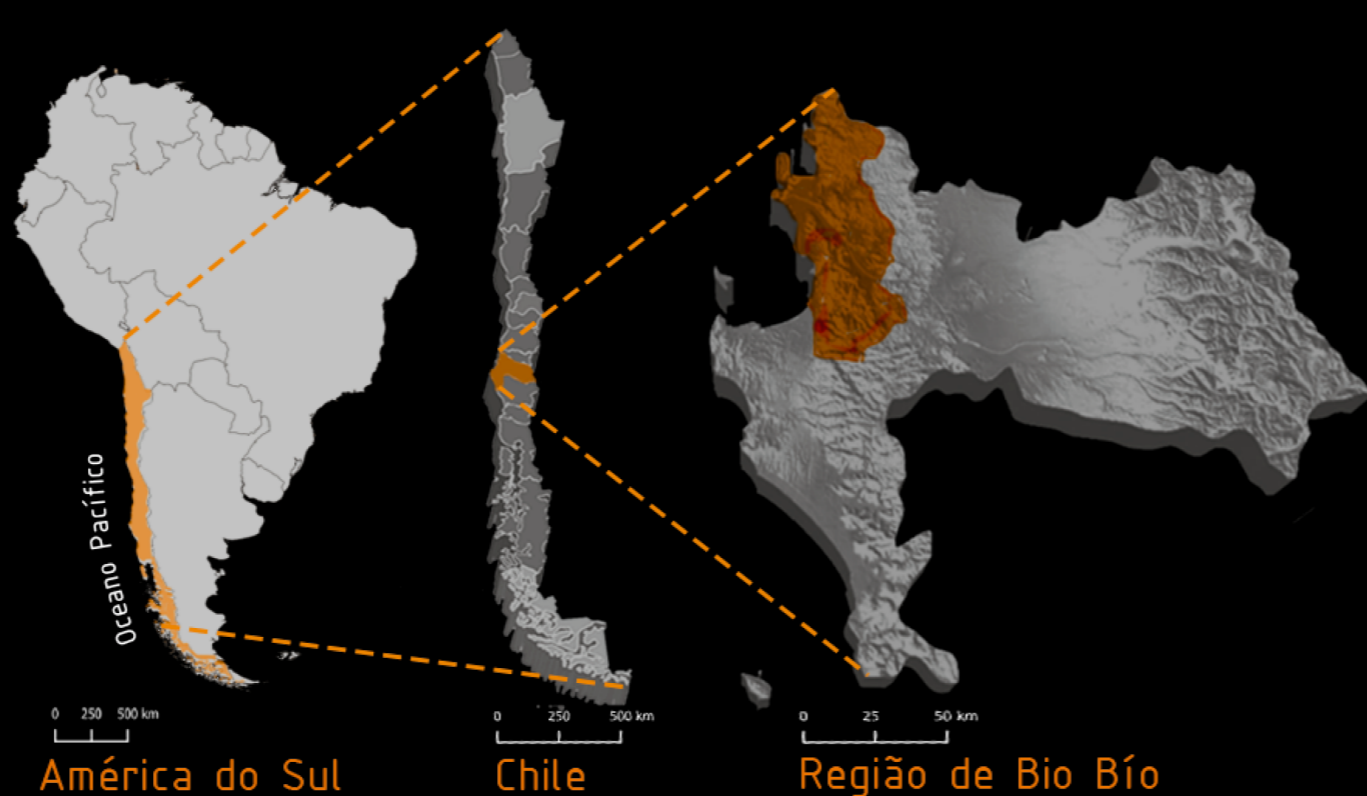 Oceano Pacífico
0 250 500 km
0 250 500 km
0 25 50 km
América do Sul
Chile
Região de Bio Bío